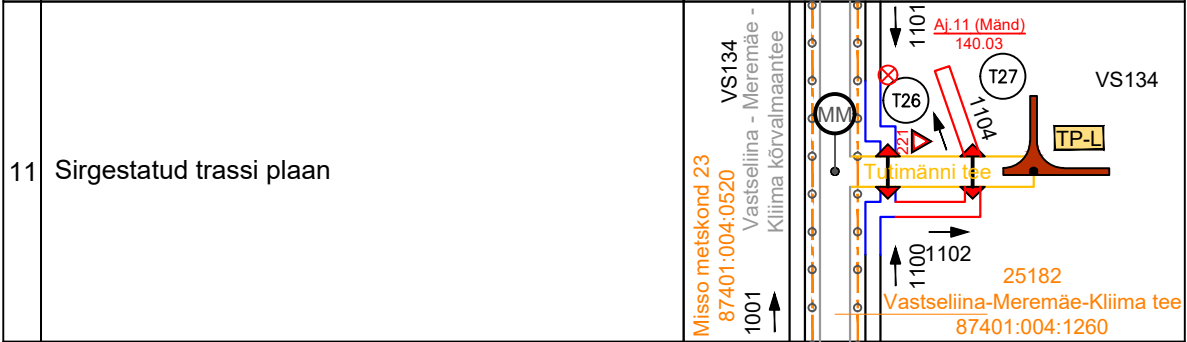 11
Sirgestatud trassi plaan
Misso metskond 23
87401:004:0520
1001
VS134
Vastseliina - Meremäe -
Kliima kõrvalmaantee
MM
1101
Aj.11 (Mänd)
140.03
T26
T27
VS134
1104
221
TP-L
Tutimänni tee
1102
1100
25182
Vastseliina-Meremäe-Kliima tee
87401:004:1260